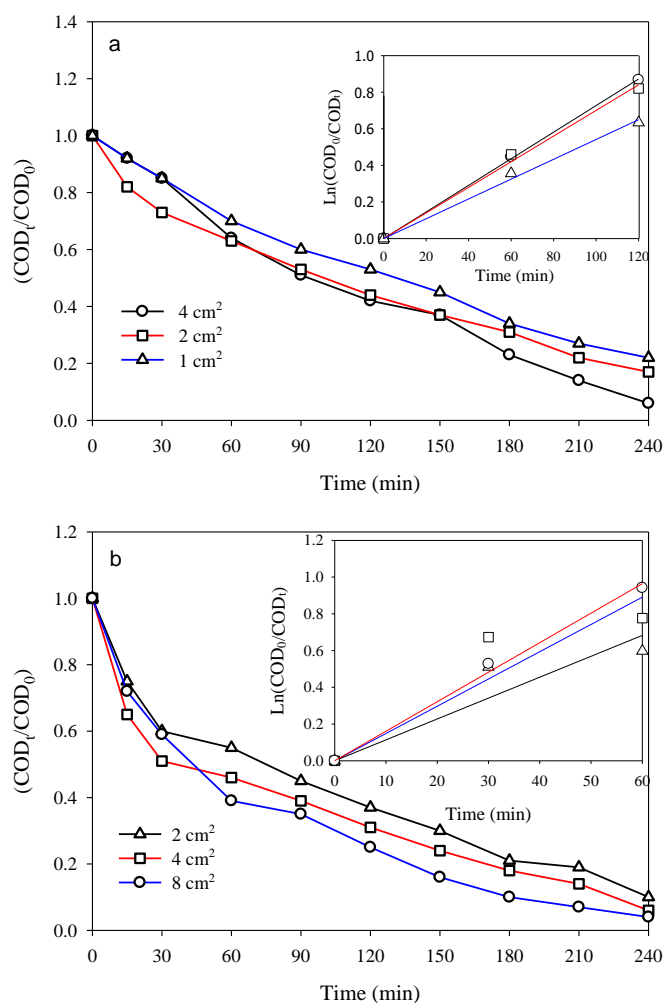 a
1.4
1.2
1.0
0.8
0.6
0.4
0.2
0.0
(CODₜ/COD₀)
0 30 60 90 120 150 180 210 240
Time (min)
4 cm²
2 cm²
1 cm²
1.0
0.8
0.6
0.4
0.2
0.0
Ln(COD₀/CODₜ)
0 20 40 60 80 100 120
Time (min)
b
1.2
1.0
0.8
0.6
0.4
0.2
0.0
(CODₜ/COD₀)
0 30 60 90 120 150 180 210 240
Time (min)
2 cm²
4 cm²
8 cm²
1.2
1.0
0.8
0.6
0.4
0.2
0.0
Ln(COD₀/CODₜ)
0 10 20 30 40 50 60
Time (min)